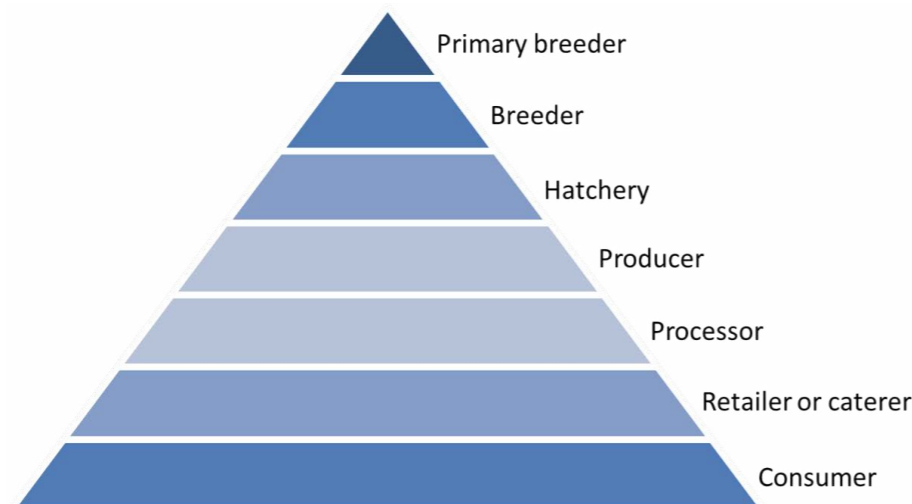 Primary breeder
Breeder
Hatchery
Producer
Processor
Retailer or caterer
Consumer